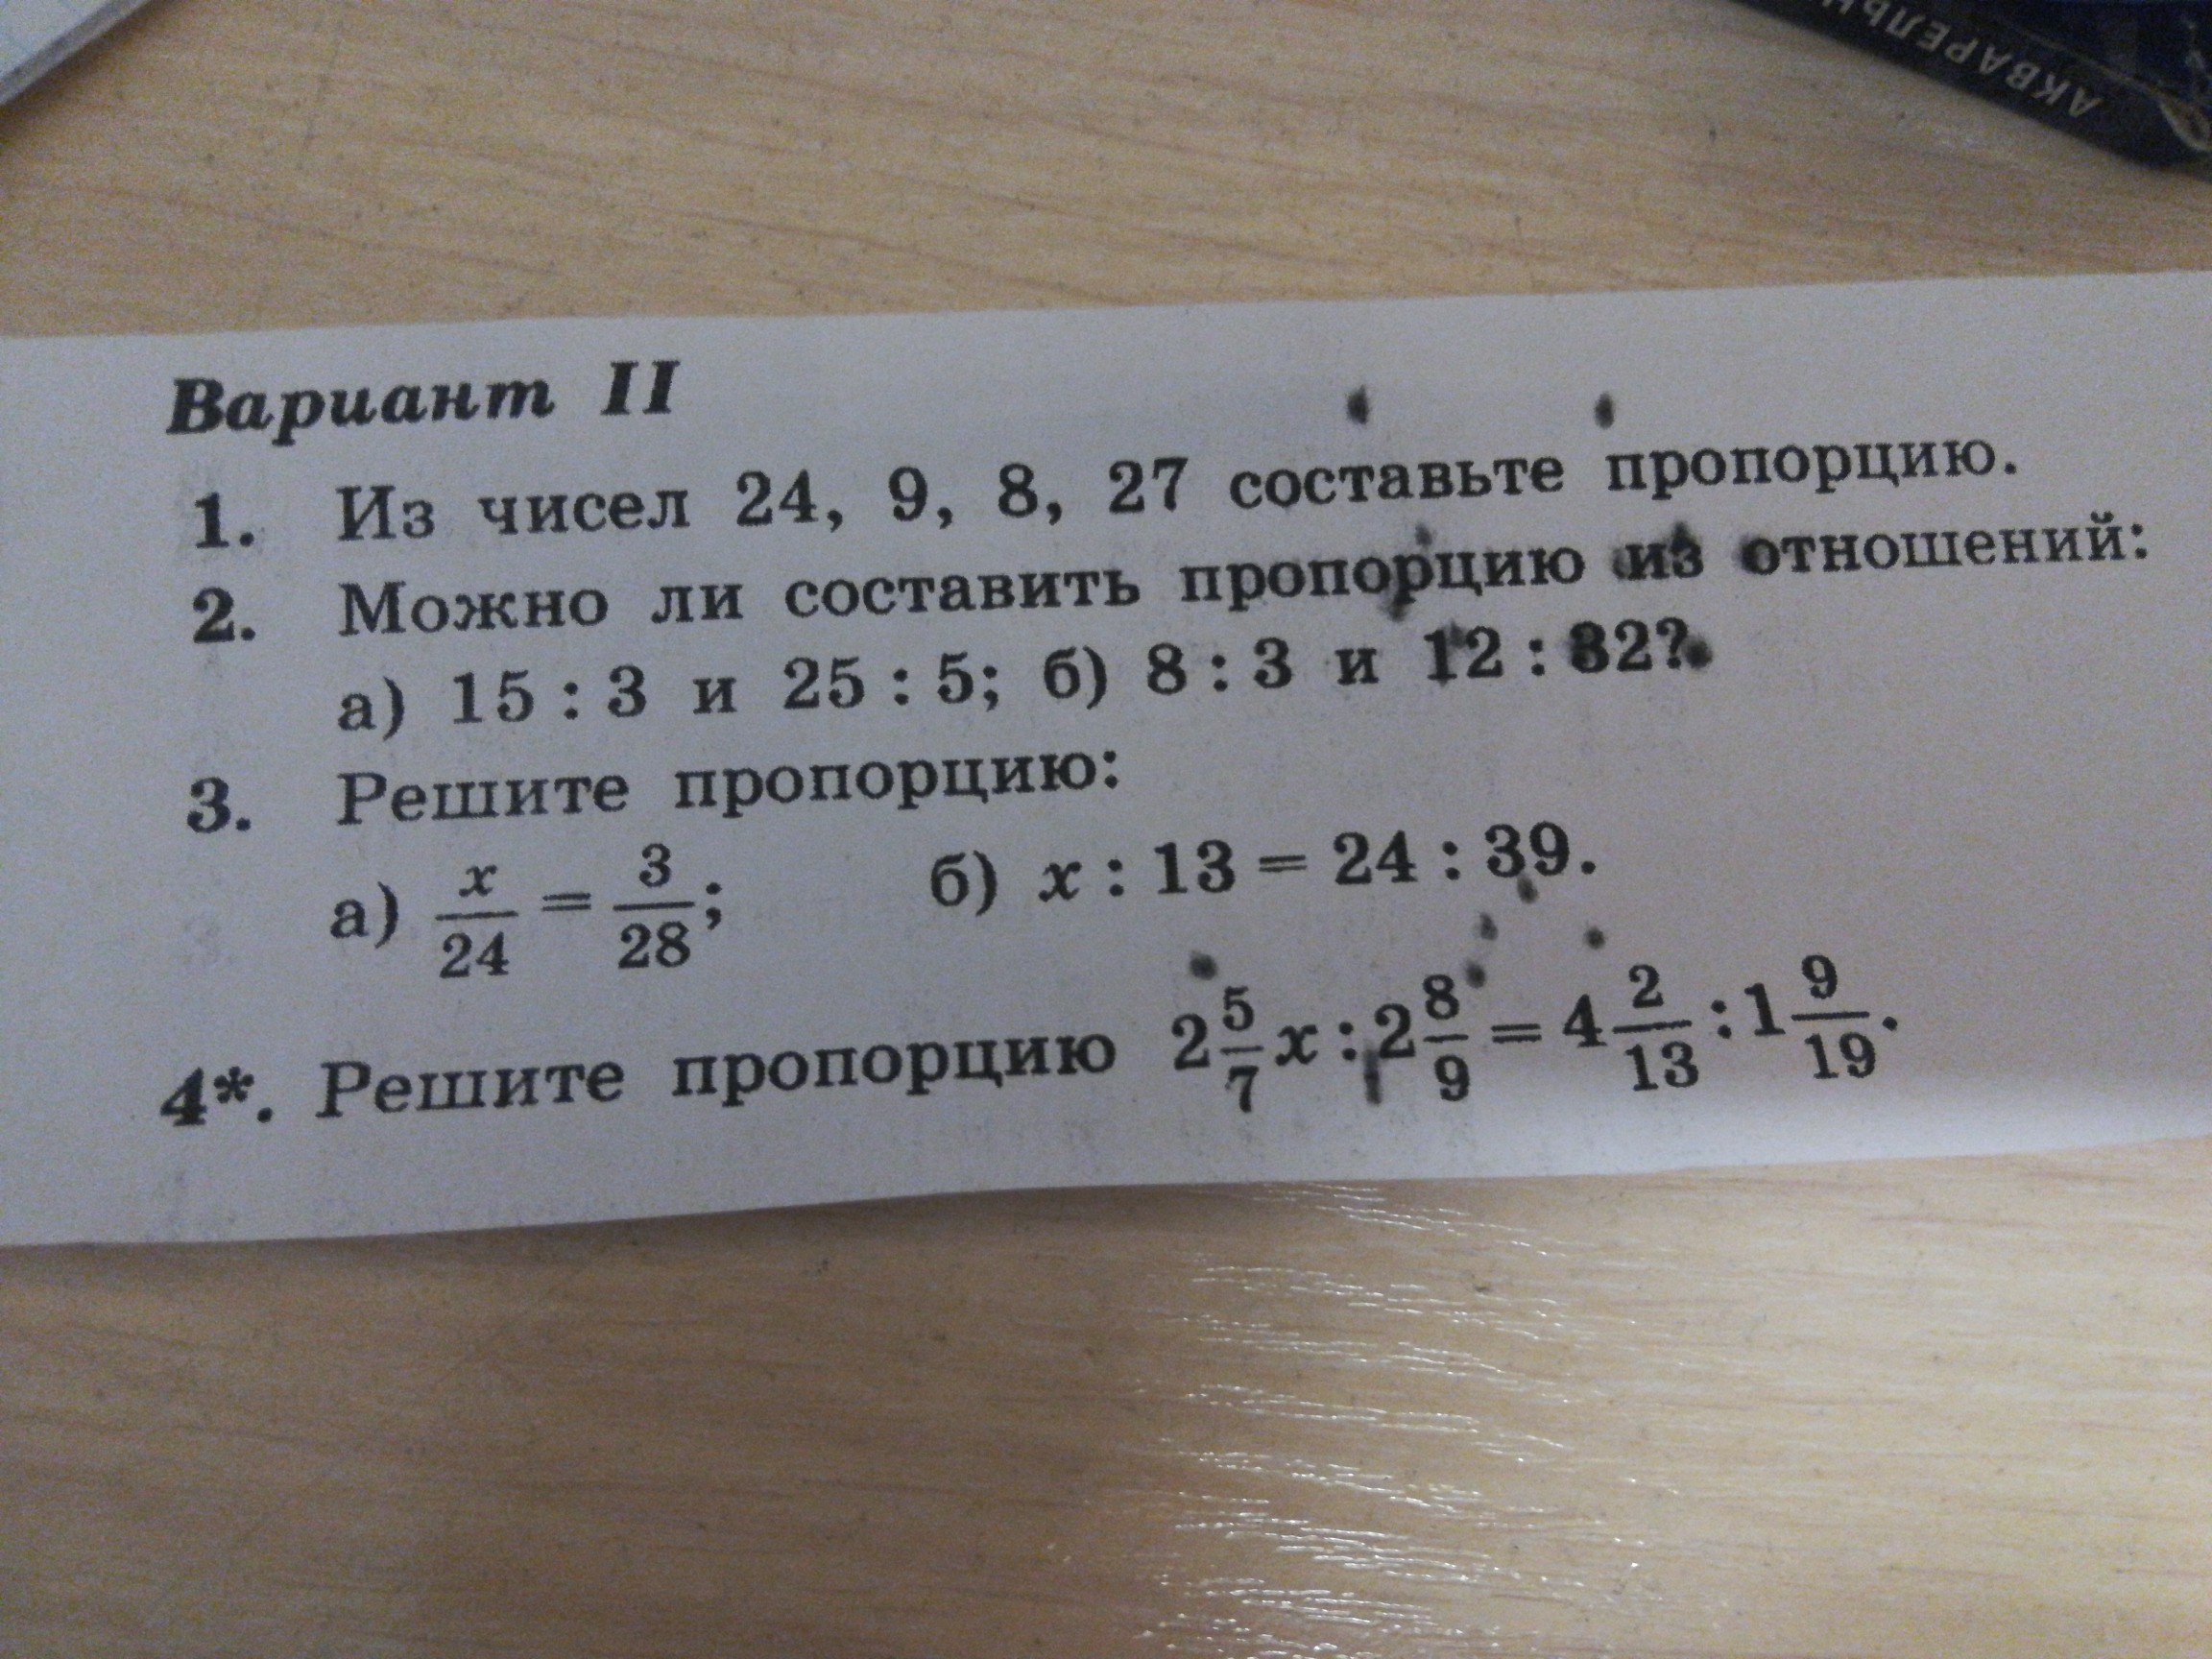 АКВАРЕЛЬН
Вариант II
1. Из чисел 24, 9, 8, 27 составьте пропорцию.
2. Можно ли составить пропорцию из отношений:
а) 15 : 3 и 25 : 5; б) 8 : 3 и 12 : 32?
3. Решите пропорцию:
а) x/24 = 3/28; б) x : 13 = 24 : 39.
4*. Решите пропорцию 2 5/7 x : 2 8/9 = 4 2/13 : 1 9/19.